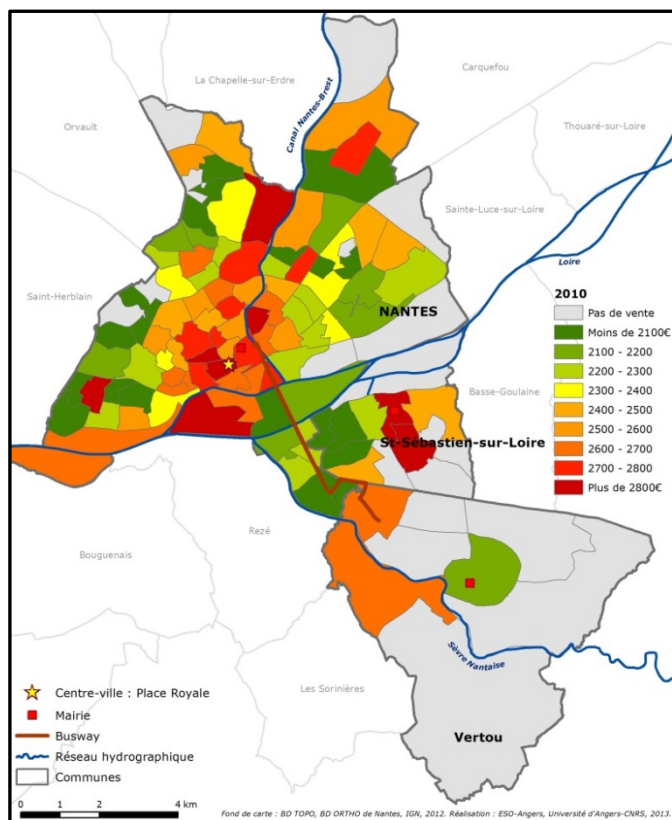 La Chapelle-sur-Erdre
Canal Nantes-Brest
Carquefou
Orvault
Thouaré-sur-Loire
Sainte-Luce-sur-Loire
Loire
Saint-Herblain
NANTES
2010
Pas de vente
Moins de 2100€
2100 - 2200
2200 - 2300
2300 - 2400
2400 - 2500
2500 - 2600
2600 - 2700
2700 - 2800
Plus de 2800€
Basse-Goulaine
St-Sébastien-sur-Loire
Rezé
Bouguenais
Sèvre Nantaise
Les Sorinières
Vertou
Centre-ville : Place Royale
Mairie
Busway
Réseau hydrographique
Communes
0 1 2 4 km
Fond de carte : BD TOPO, BD ORTHO de Nantes, IGN, 2012. Réalisation : ESO-Angers, Université d'Angers-CNRS, 2013.